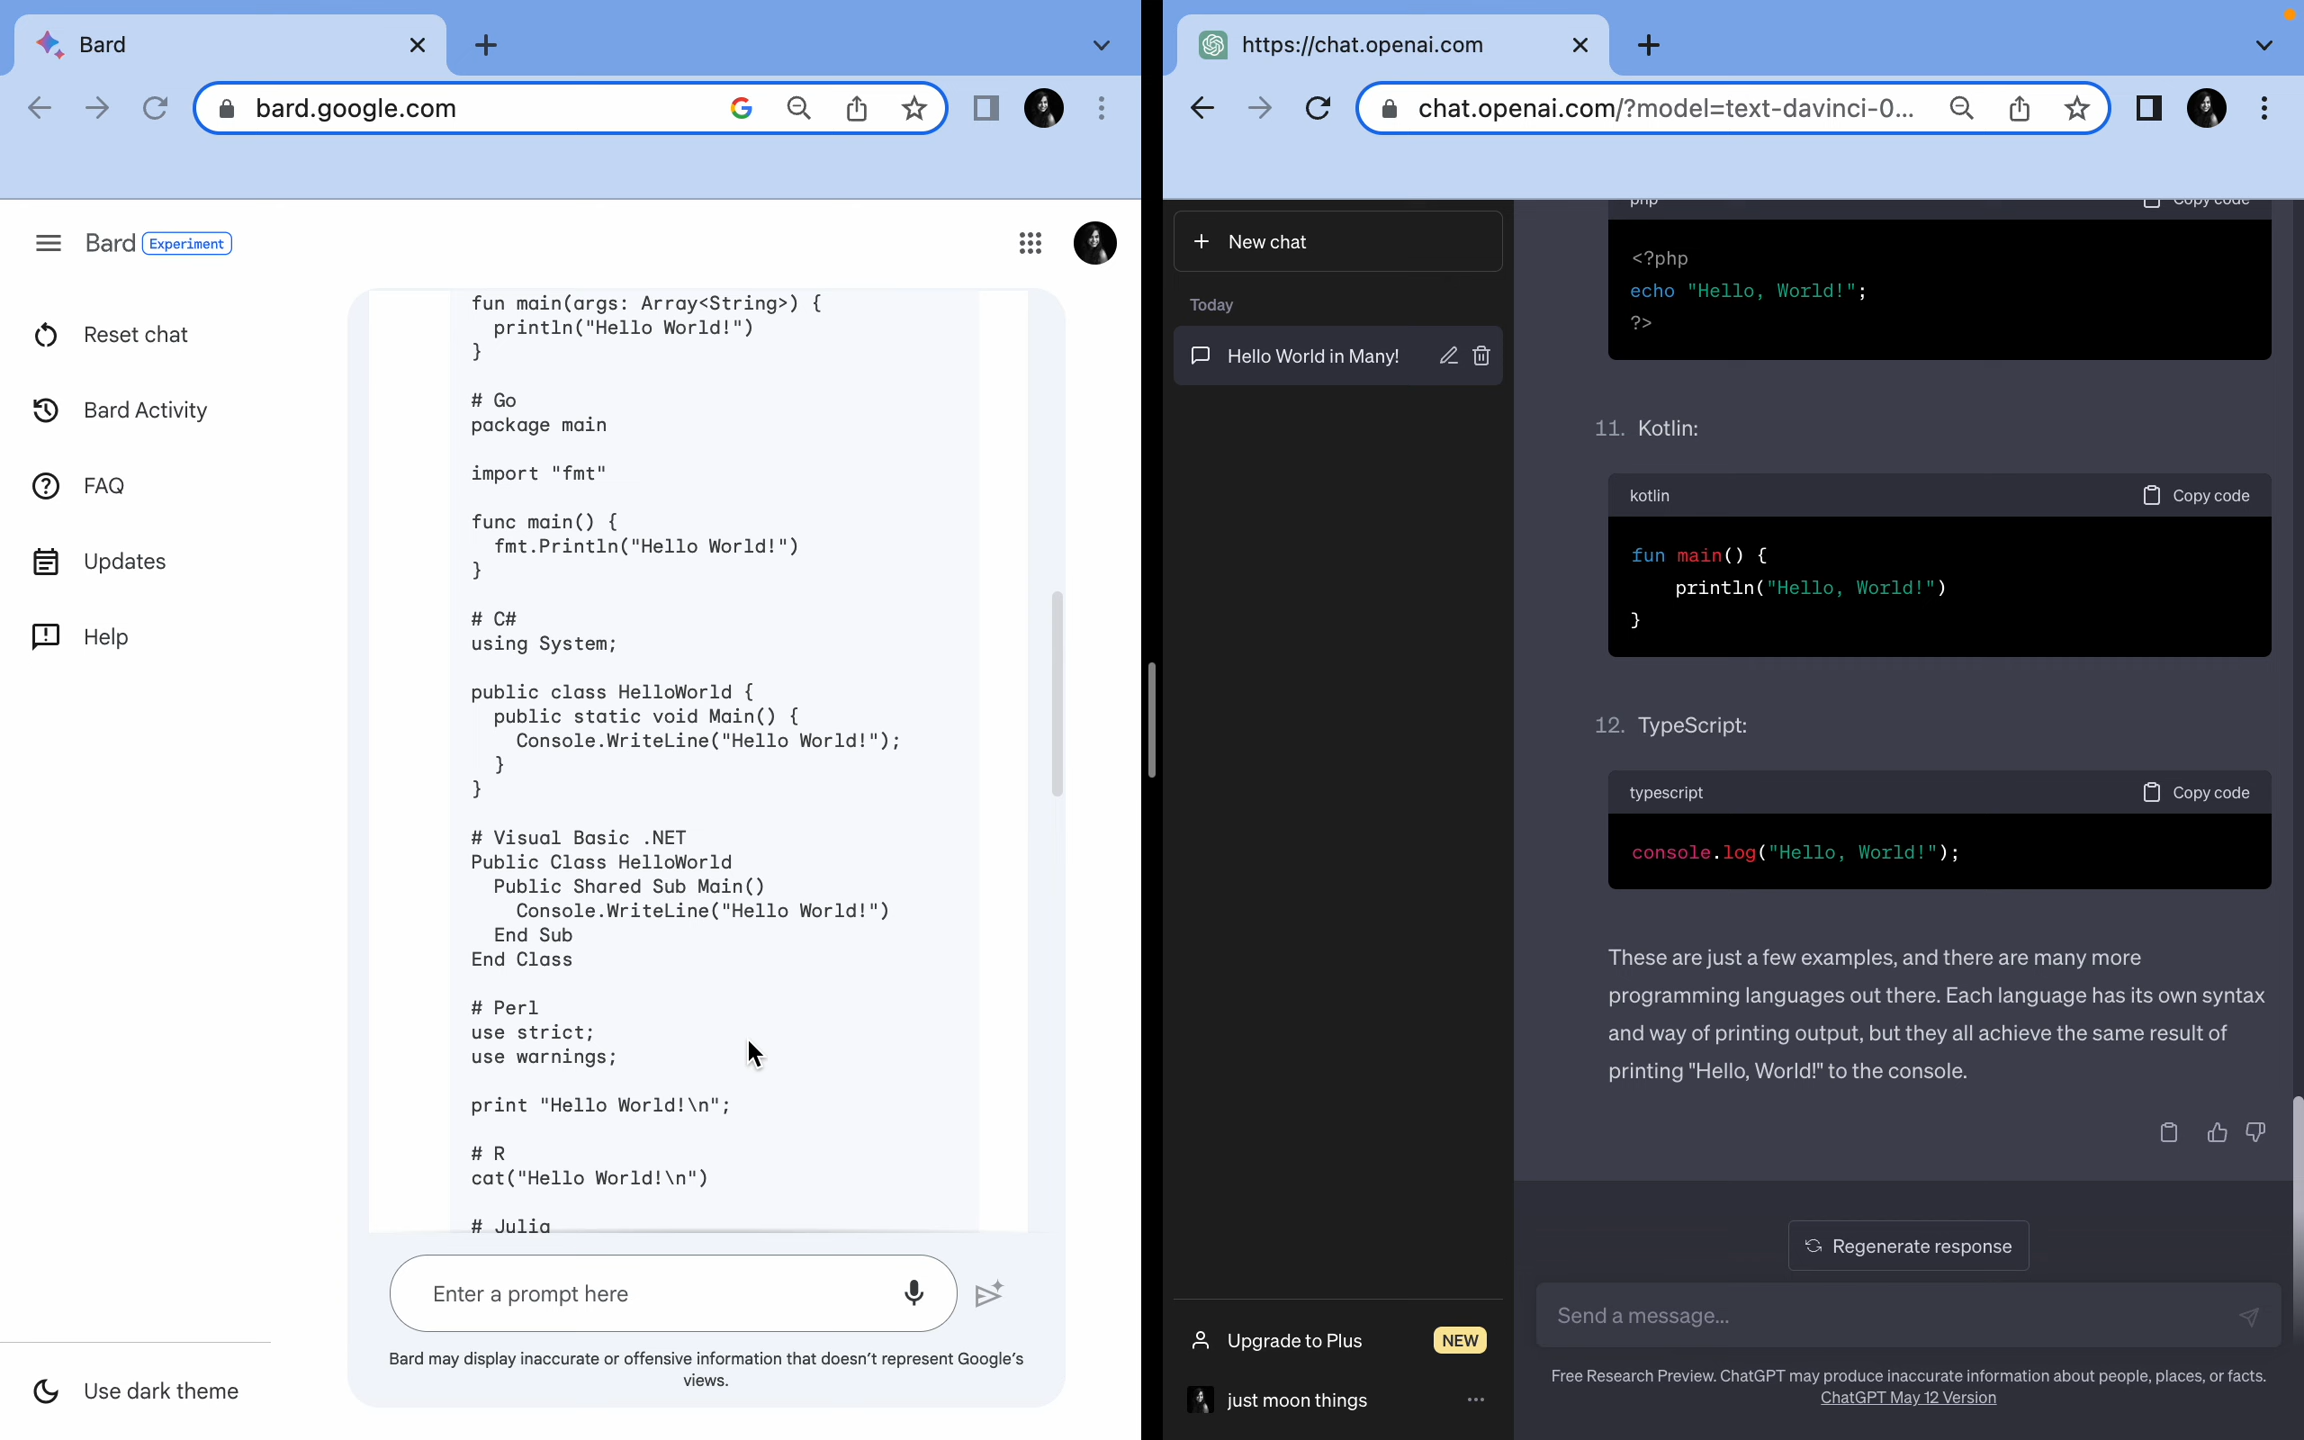 Bard
bard.google.com
Bard Experiment
Reset chat
Bard Activity
FAQ
Updates
Help
Use dark theme
fun main(args: Array<String>) {
  println("Hello World!")
}
# Go
package main
import "fmt"
func main() {
  fmt.Println("Hello World!")
}
# C#
using System;
public class HelloWorld {
  public static void Main() {
    Console.WriteLine("Hello World!");
  }
}
# Visual Basic .NET
Public Class HelloWorld
  Public Shared Sub Main()
    Console.WriteLine("Hello World!")
  End Sub
End Class
# Perl
use strict;
use warnings;
print "Hello World!\n";
# R
cat("Hello World!\n")
# Julia
Enter a prompt here
Bard may display inaccurate or offensive information that doesn't represent Google's
views.
https://chat.openai.com
chat.openai.com/?model=text-davinci-0...
New chat
Today
Hello World in Many!
Upgrade to Plus NEW
just moon things
php Copy code
<?php
echo "Hello, World!";
?>
11. Kotlin:
kotlin Copy code
fun main() {
    println("Hello, World!")
}
12. TypeScript:
typescript Copy code
console.log("Hello, World!");
These are just a few examples, and there are many more
programming languages out there. Each language has its own syntax
and way of printing output, but they all achieve the same result of
printing "Hello, World!" to the console.
Regenerate response
Send a message...
Free Research Preview. ChatGPT may produce inaccurate information about people, places, or facts.
ChatGPT May 12 Version